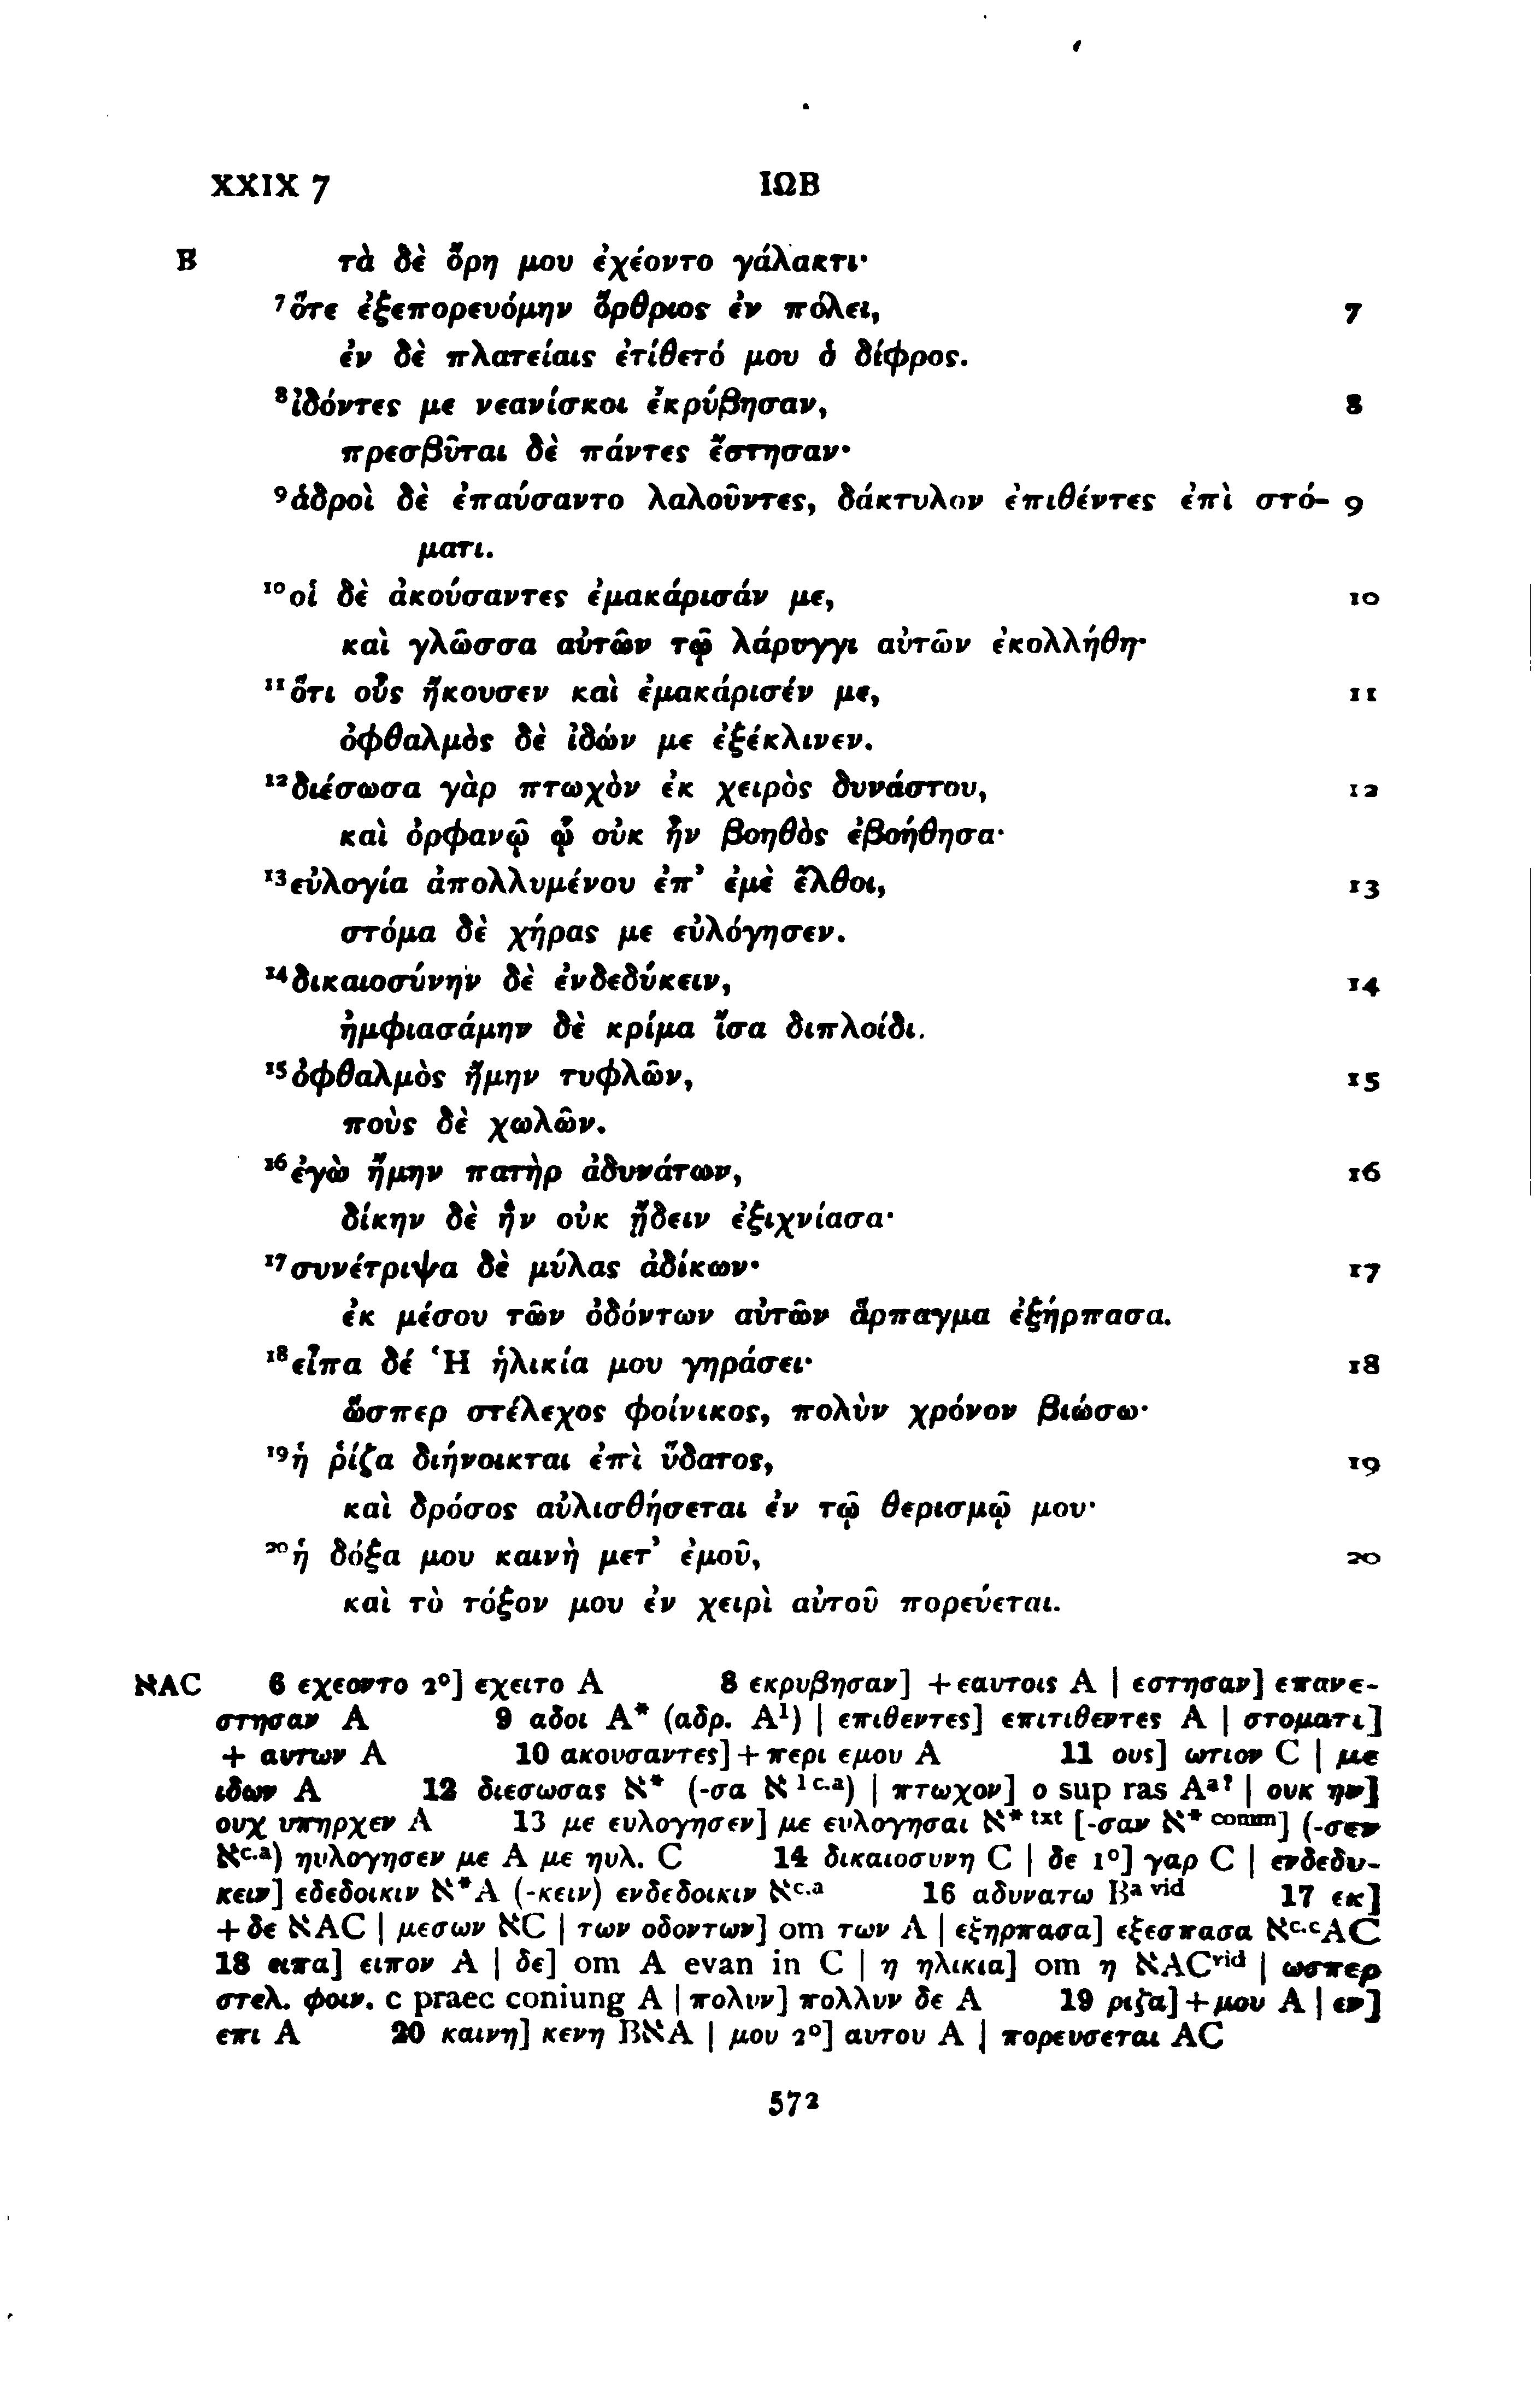 XXIX 7 ΙΩΒ
B τὰ δὲ ὄρη μου ἐχέοντο γάλακτι·
⁷ὅτε ἐξεπορευόμην ὄρθριος ἐν πόλει, 7
ἐν δὲ πλατείαις ἐτίθετό μου ὁ δίφρος.
⁸ἰδόντες με νεανίσκοι ἐκρύβησαν, 8
πρεσβῦται δὲ πάντες ἔστησαν·
⁹ἁδροὶ δὲ ἐπαύσαντο λαλοῦντες, δάκτυλον ἐπιθέντες ἐπὶ στό- 9
ματι.
¹⁰οἱ δὲ ἀκούσαντες ἐμακάρισάν με, 10
καὶ γλῶσσα αὐτῶν τῷ λάρυγγι αὐτῶν ἐκολλήθη·
¹¹ὅτι οὖς ἤκουσεν καὶ ἐμακάρισέν με, 11
ὀφθαλμὸς δὲ ἰδών με ἐξέκλινεν.
¹²διέσωσα γὰρ πτωχὸν ἐκ χειρὸς δυνάστου, 12
καὶ ὀρφανῷ ᾧ οὐκ ἦν βοηθὸς ἐβοήθησα·
¹³εὐλογία ἀπολλυμένου ἐπ’ ἐμὲ ἔλθοι, 13
στόμα δὲ χήρας με εὐλόγησεν.
¹⁴δικαιοσύνην δὲ ἐνδεδύκειν, 14
ἠμφιασάμην δὲ κρίμα ἴσα διπλοίδι.
¹⁵ὀφθαλμὸς ἤμην τυφλῶν, 15
ποὺς δὲ χωλῶν.
¹⁶ἐγὼ ἤμην πατὴρ ἀδυνάτων, 16
δίκην δὲ ἣν οὐκ ᾔδειν ἐξιχνίασα·
¹⁷συνέτριψα δὲ μύλας ἀδίκων· 17
ἐκ μέσου τῶν ὀδόντων αὐτῶν ἅρπαγμα ἐξήρπασα.
¹⁸εἶπα δέ Ἡ ἡλικία μου γηράσει· 18
ὥσπερ στέλεχος φοίνικος, πολὺν χρόνον βιώσω·
¹⁹ἡ ῥίζα διήνοικται ἐπὶ ὕδατος, 19
καὶ δρόσος αὐλισθήσεται ἐν τῷ θερισμῷ μου·
²⁰ἡ δόξα μου καινὴ μετ’ ἐμοῦ, 20
καὶ τὸ τόξον μου ἐν χειρὶ αὐτοῦ πορεύεται.
ℵAC 6 εχεοντο 2°] εχειτο A 8 εκρυβησαν] +εαυτοις A | εστησαν] επανε-
στησαν A 9 αδοι A* (αδρ. A¹) | επιθεντες] επιτιθεντες A | στοματι]
+ αυτων A 10 ακουσαντες] + περι εμου A 11 ους] ωτιον C | με
ιδων A 12 διεσωσας ℵ* (-σα ℵ¹ ᶜ·ᵃ) | πτωχον] ο sup ras Aᵃ? | ουκ ην]
ουχ υπηρχεν A 13 με ευλογησεν] με ευλογησαι ℵ* ᵗˣᵗ [-σαν ℵ* ᶜᵒᵐᵐ] (-σεν
ℵᶜ·ᵃ) ηυλογησεν με A με ηυλ. C 14 δικαιοσυνη C | δε 1°] γαρ C | ενδεδυ-
κειν] εδεδοικιν ℵ*A (-κειν) ενδεδοικιν ℵᶜ·ᵃ 16 αδυνατω Bᵃ ᵛⁱᵈ 17 εκ]
+ δε ℵAC | μεσων ℵC | των οδοντων] om των A | εξηρπασα] εξεσπασα ℵᶜ·ᶜAC
18 ειπα] ειπον A | δε] om A evan in C | η ηλικια] om η ℵACᵛⁱᵈ | ωσπερ
στελ. φοιν. c praec coniung A | πολυν] πολλυν δε A 19 ριζα] + μου A | εν]
επι A 20 καινη] κενη BℵA | μου 2°] αυτου A | πορευσεται AC
572